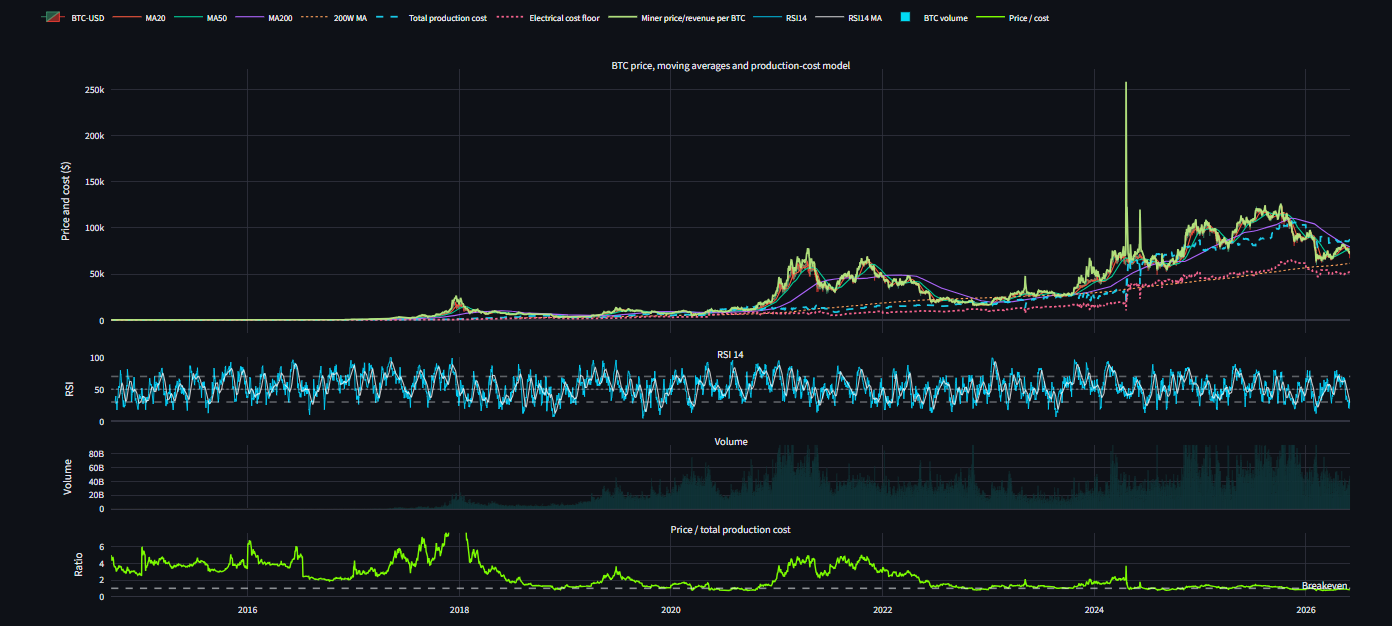 BTC-USD MA20 MA50 MA200 200W MA Total production cost Electrical cost floor Miner price/revenue per BTC RSI14 RSI14 MA BTC volume Price / cost
BTC price, moving averages and production-cost model
Price and cost ($)
250k
200k
150k
100k
50k
0
RSI 14
RSI
100
50
0
Volume
Volume
80B
60B
40B
20B
0
Price / total production cost
Ratio
6
4
2
0
Breakeven
2016 2018 2020 2022 2024 2026